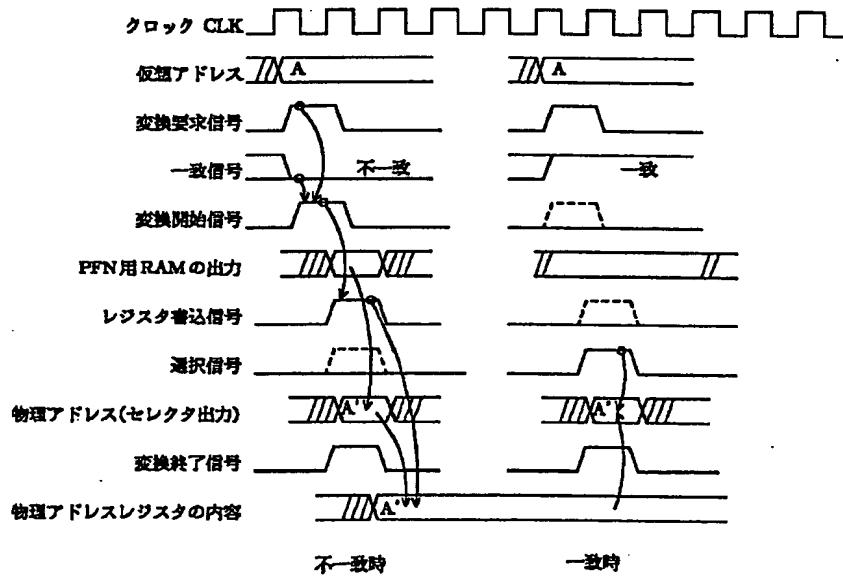 クロック CLK
仮想アドレス A A
変換要求信号
一致信号 不一致 一致
変換開始信号
PFN用RAMの出力
レジスタ書込信号
選択信号
物理アドレス(セレクタ出力) A' A'
変換終了信号
物理アドレスレジスタの内容 A'
不一致時 一致時